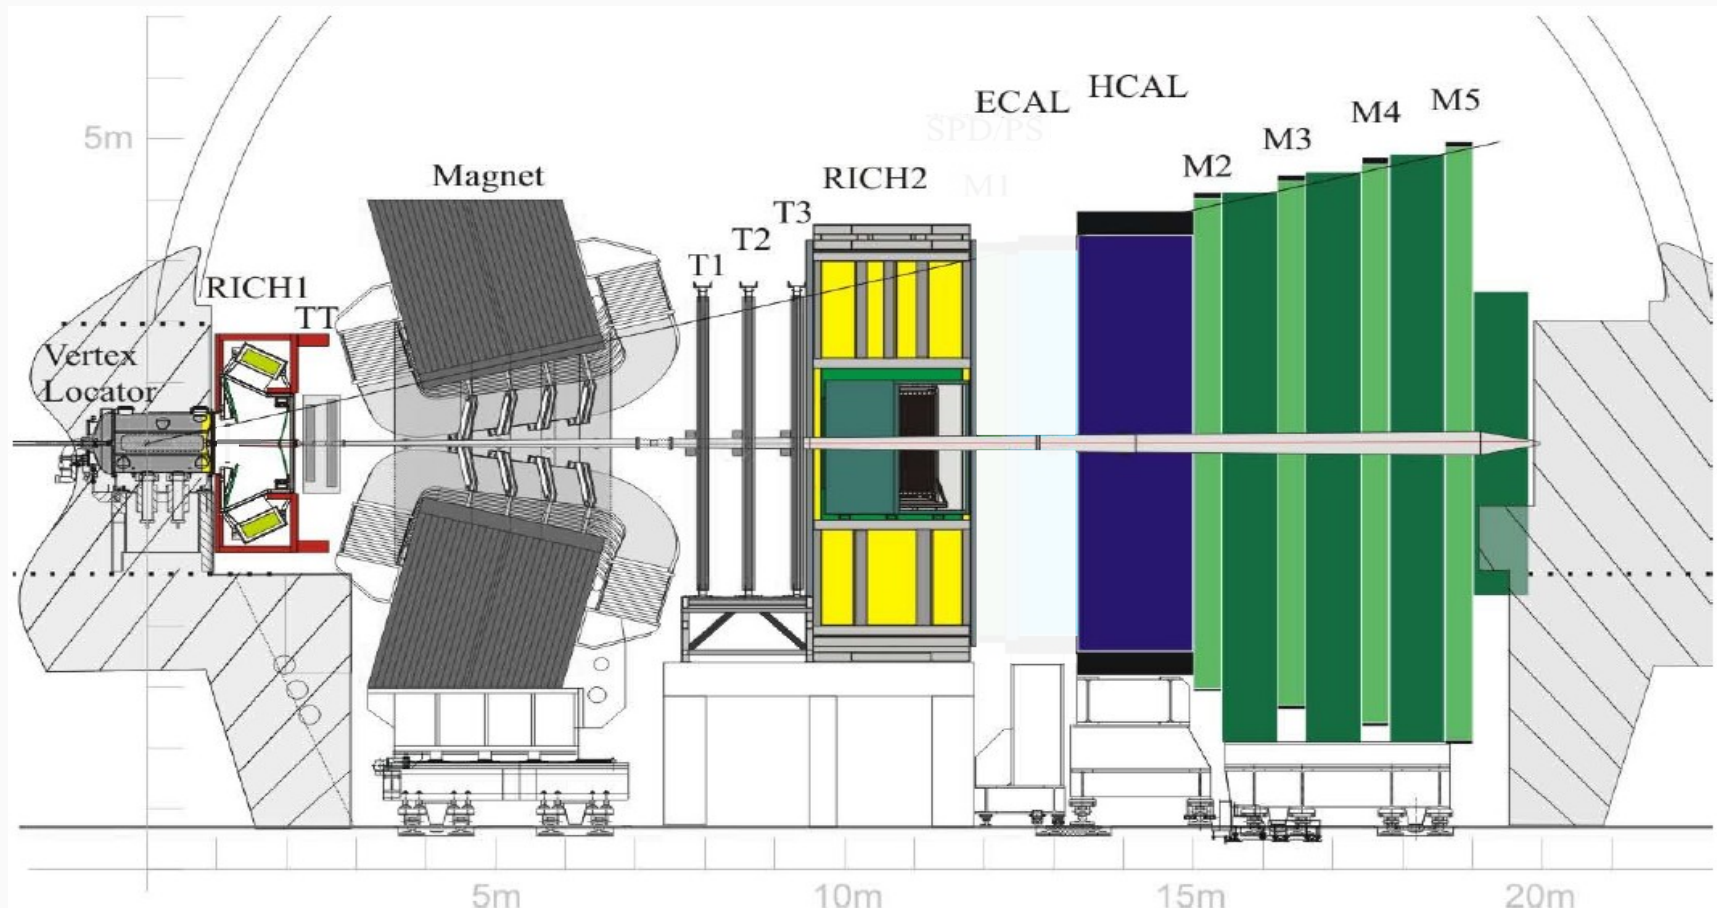 HCAL
ECAL
M5
M4
SPD/PS
M3
5m
M2
Magnet
RICH2
M1
T3
T2
T1
RICH1
TT
Vertex
Locator
5m
10m
15m
20m